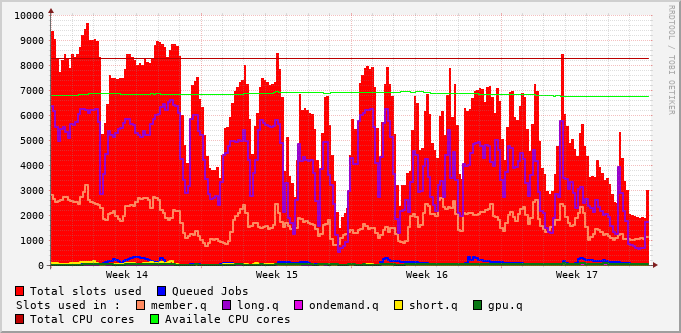 10000
9000
8000
7000
6000
5000
4000
3000
2000
1000
0
Week 14 Week 15 Week 16 Week 17
RRDTOOL / TOBI OETIKER
Total slots used Queued Jobs
Slots used in : member.q long.q ondemand.q short.q gpu.q
Total CPU cores Availale CPU cores